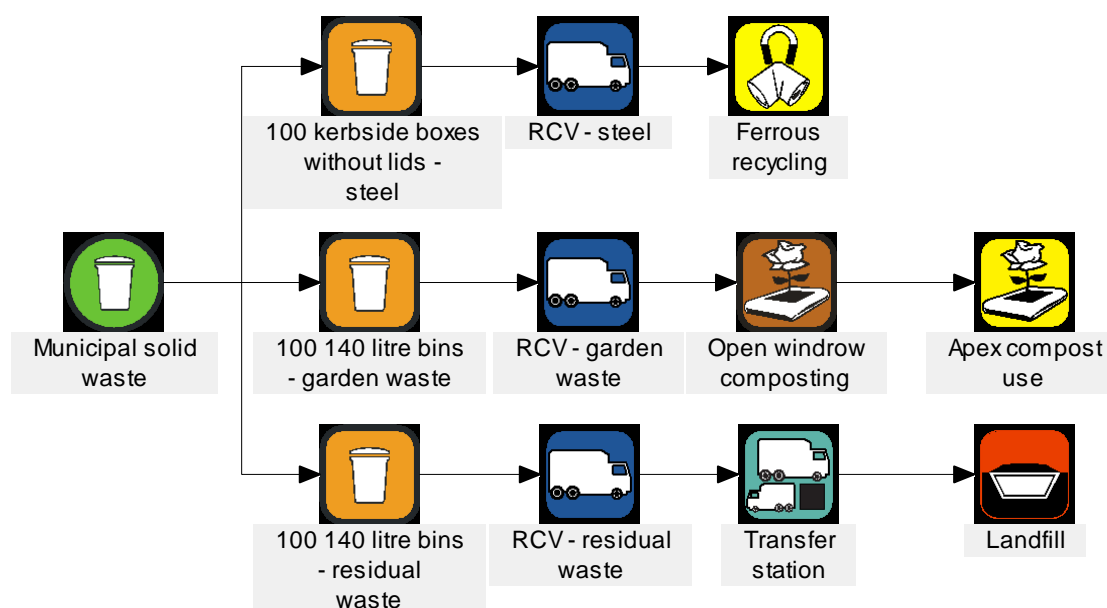 100 kerbside boxes
without lids -
steel
RCV - steel
Ferrous
recycling
Municipal solid
waste
100 140 litre bins
- garden waste
RCV - garden
waste
Open windrow
composting
Apex compost
use
100 140 litre bins
- residual
waste
RCV - residual
waste
Transfer
station
Landfill